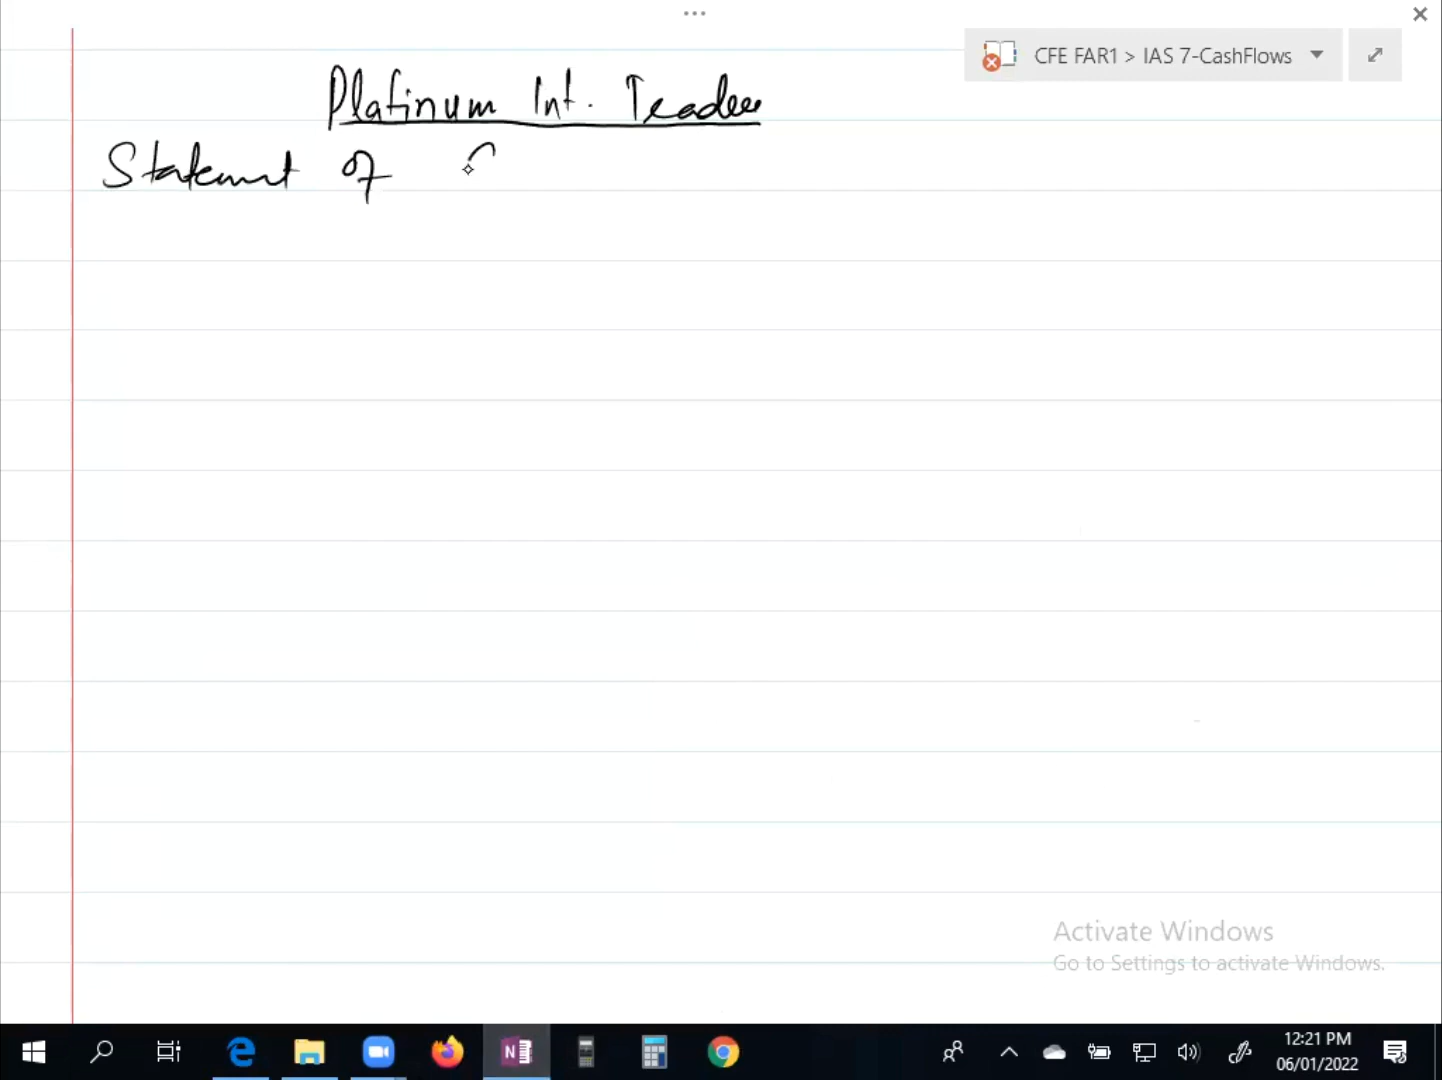 CFE FAR1 > IAS 7-CashFlows
Platinum Int. Traders
Statement of
Activate Windows
Go to Settings to activate Windows.
12:21 PM
06/01/2022